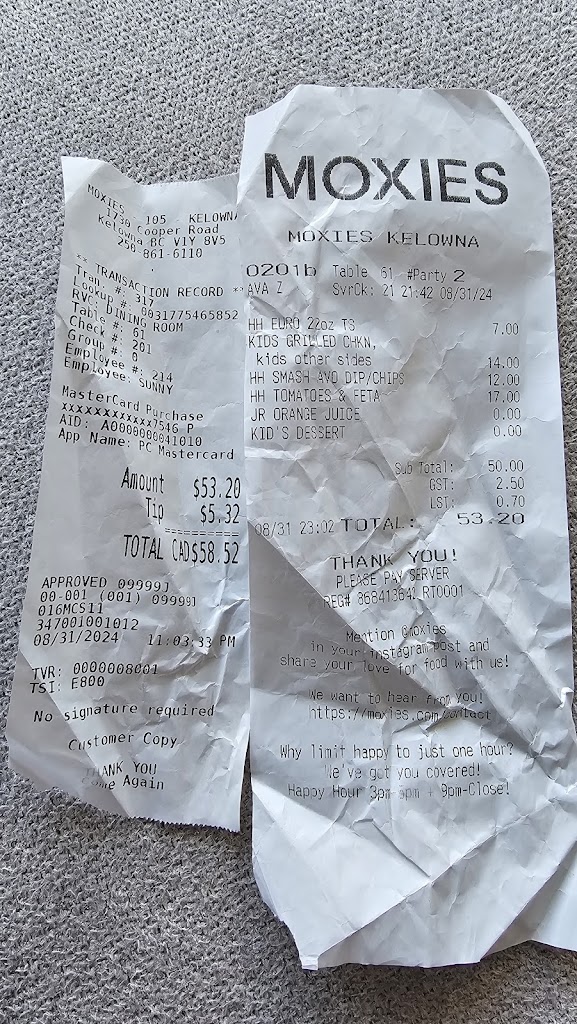 MOXIES - 105 - KELOWNA
1730 Cooper Road
Kelowna BC V1Y 8V5
250-861-6110
** TRANSACTION RECORD **
Tran. #: 317
Lookup #: 0031775465852
RVC: DINING ROOM
Table #: 61
Check #: 201
Group #: 0
Employee #: 214
Employee: SUNNY
MasterCard Purchase
xxxxxxxxxxxx7546 P
AID: A0000000041010
App Name: PC Mastercard
Amount $53.20
Tip $5.32
=========
TOTAL CAD$58.52
APPROVED 09999J
00-001 (001) 09999J
016MCS11
347001001012
08/31/2024 11:03:33 PM
TVR: 0000008001
TSI: E800
No signature required
Customer Copy
THANK YOU
Come Again
MOXIES
MOXIES KELOWNA
0201b Table 61 #Party 2
AVA Z SvrCk: 21 21:42 08/31/24
HH EURO 22oz TS 7.00
KIDS GRILLED CHKN,
kids other sides 14.00
HH SMASH AVO DIP/CHIPS 12.00
HH TOMATOES & FETA 17.00
JR ORANGE JUICE 0.00
KID'S DESSERT 0.00
Sub Total: 50.00
GST: 2.50
LST: 0.70
08/31 23:02 TOTAL: 53.20
THANK YOU!
PLEASE PAY SERVER
REG# 868413641 RT0001
Mention @moxies
in your instagram post and
share your love for food with us!
We want to hear from you!
https://moxies.com/contact
Why limit happy to just one hour?
We've got you covered!
Happy Hour 3pm-6pm + 9pm-Close!